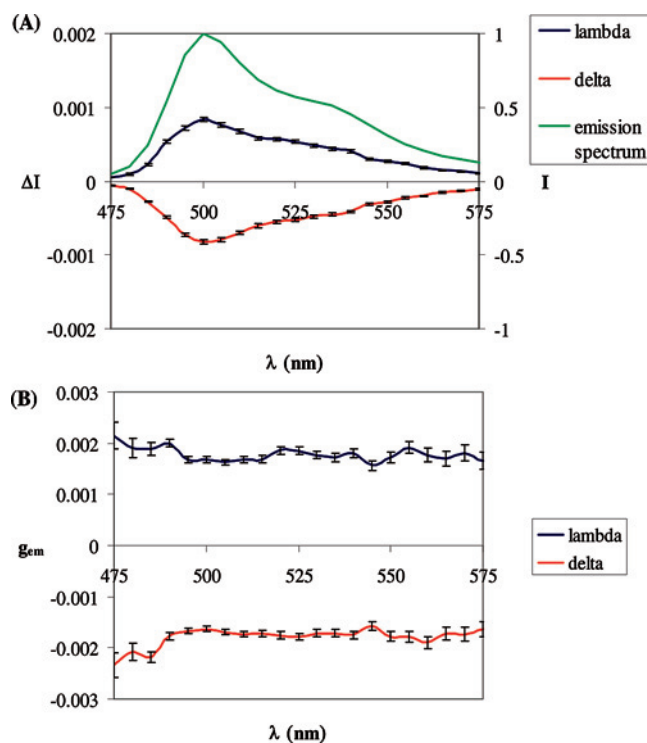 (A)
0.002
0.001
0
-0.001
-0.002
ΔI
475
500
525
550
575
1
0.5
0
-0.5
-1
I
λ (nm)
lambda
delta
emission
spectrum
(B)
0.003
0.002
0.001
0
-0.001
-0.002
-0.003
gem
475
500
525
550
575
λ (nm)
lambda
delta